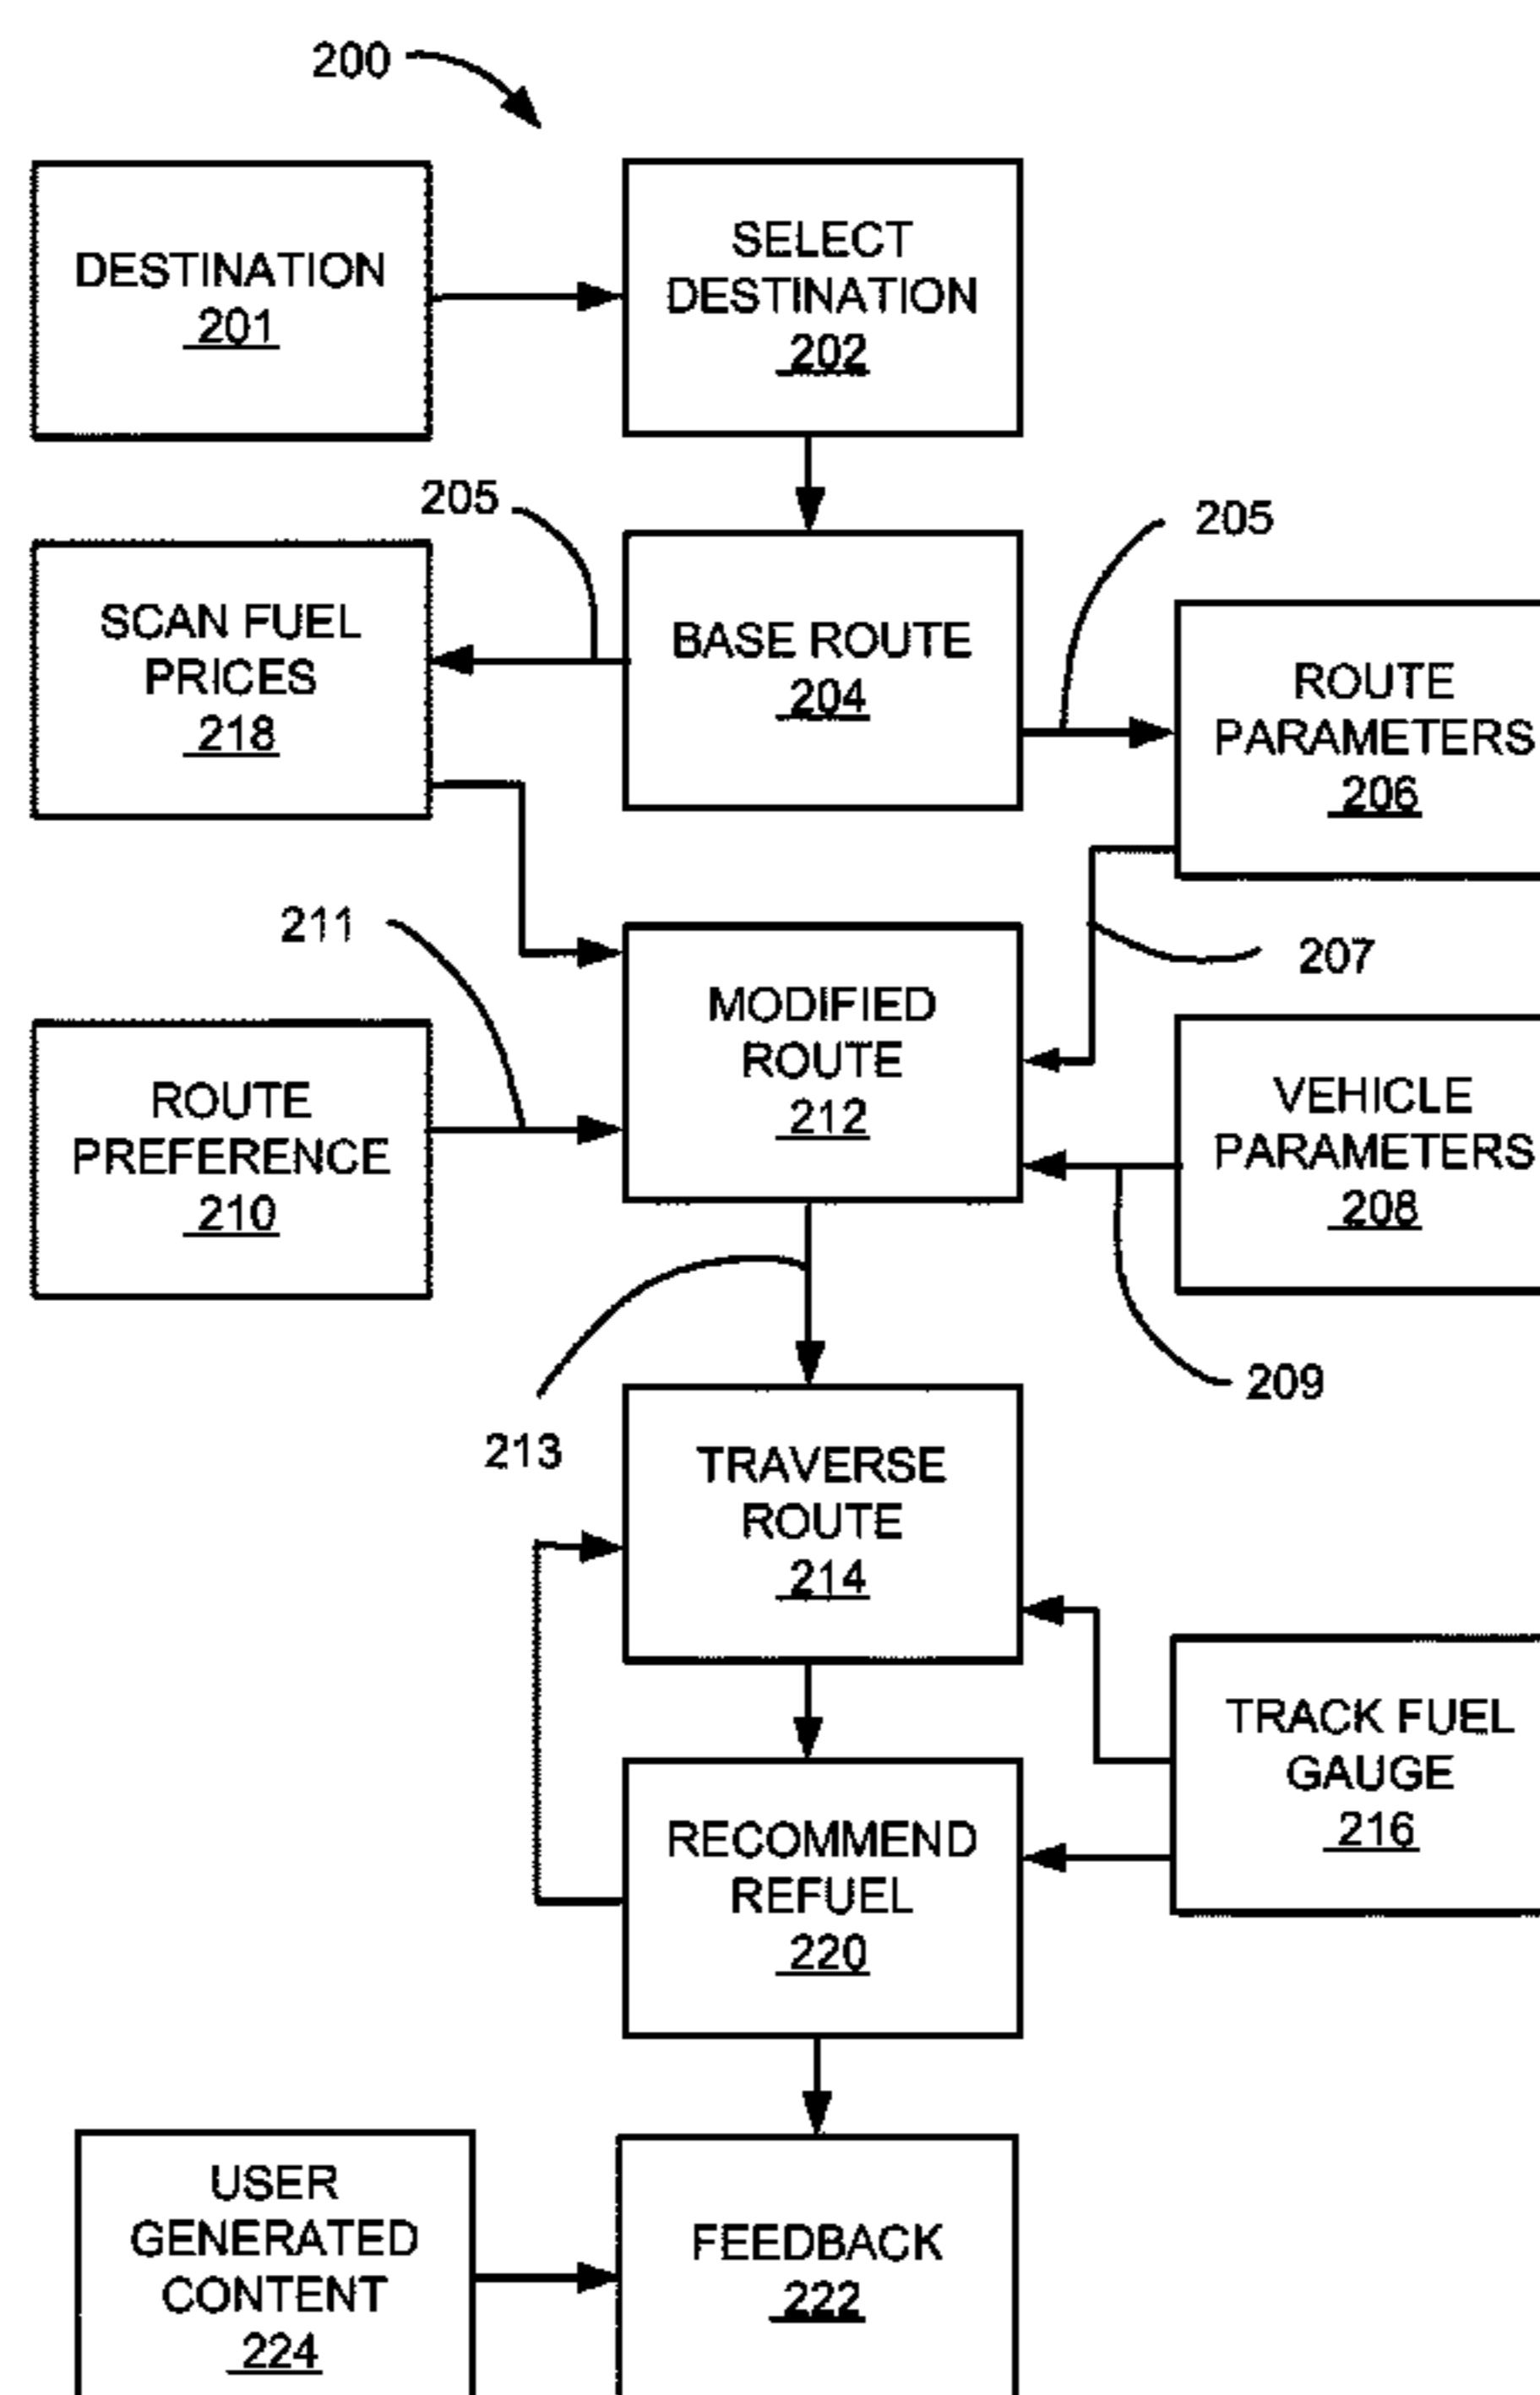 200
DESTINATION
201
SELECT
DESTINATION
202
205
205
SCAN FUEL
PRICES
218
BASE ROUTE
204
ROUTE
PARAMETERS
206
211
207
MODIFIED
ROUTE
212
ROUTE
PREFERENCE
210
VEHICLE
PARAMETERS
208
209
213
TRAVERSE
ROUTE
214
TRACK FUEL
GAUGE
216
RECOMMEND
REFUEL
220
USER
GENERATED
CONTENT
224
FEEDBACK
222